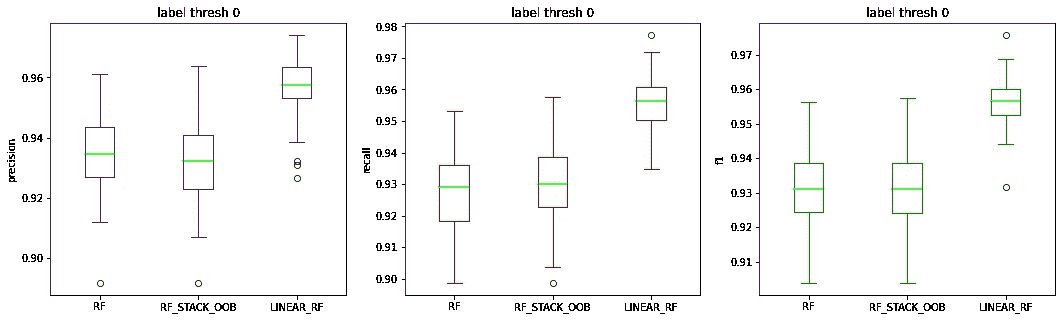 label thresh 0
precision
0.96
0.94
0.92
0.90
RF
RF_STACK_OOB
LINEAR_RF
label thresh 0
recall
0.98
0.97
0.96
0.95
0.94
0.93
0.92
0.91
0.90
RF
RF_STACK_OOB
LINEAR_RF
label thresh 0
f1
0.97
0.96
0.95
0.94
0.93
0.92
0.91
RF
RF_STACK_OOB
LINEAR_RF